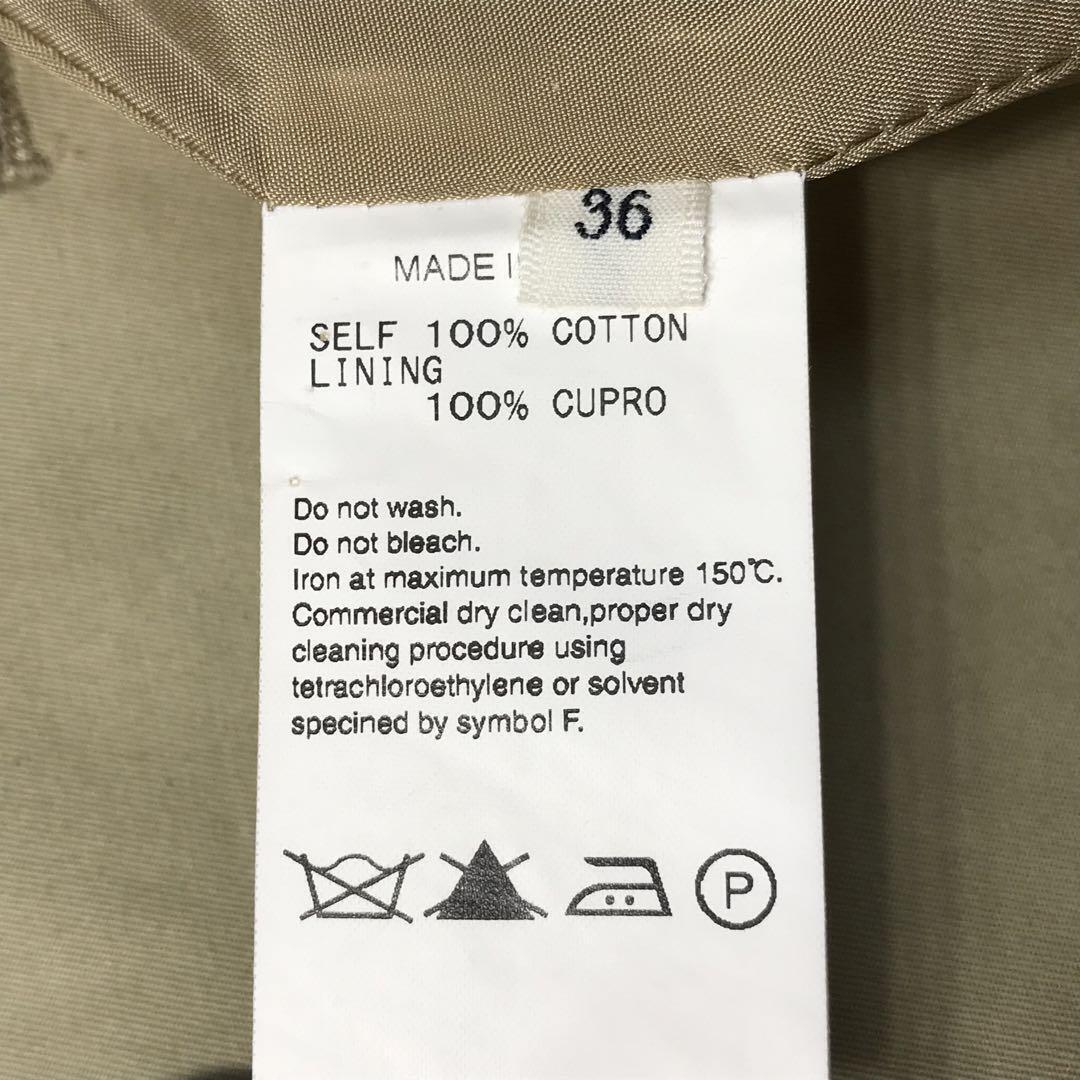 36
MADE
SELF 100% COTTON
LINING
100% CUPRO
Do not wash.
Do not bleach.
Iron at maximum temperature 150℃.
Commercial dry clean,proper dry
cleaning procedure using
tetrachloroethylene or solvent
specined by symbol F.
P